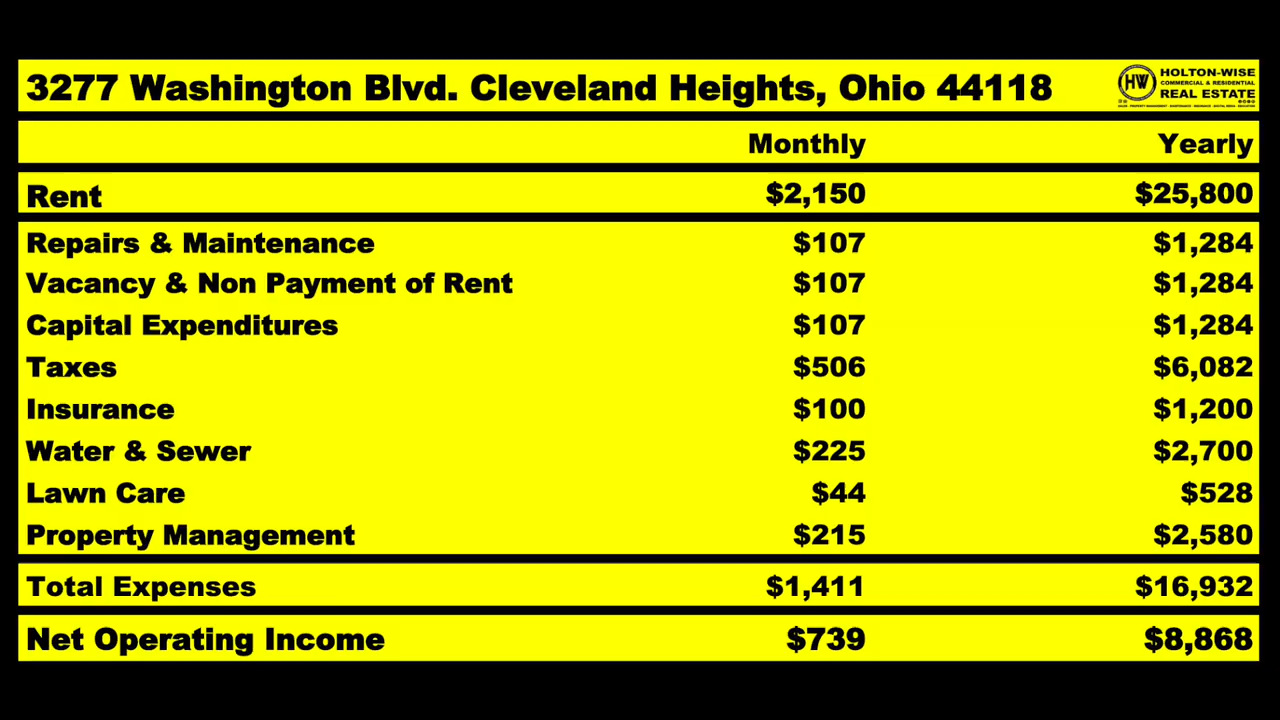 3277 Washington Blvd. Cleveland Heights, Ohio 44118
HW
HOLTON-WISE
COMMERCIAL & RESIDENTIAL
REAL ESTATE
Monthly Yearly
Rent $2,150 $25,800
Repairs & Maintenance $107 $1,284
Vacancy & Non Payment of Rent $107 $1,284
Capital Expenditures $107 $1,284
Taxes $506 $6,082
Insurance $100 $1,200
Water & Sewer $225 $2,700
Lawn Care $44 $528
Property Management $215 $2,580
Total Expenses $1,411 $16,932
Net Operating Income $739 $8,868